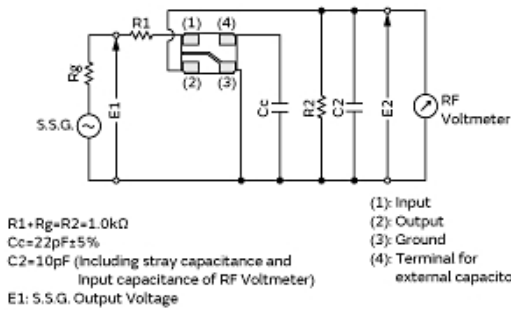 R1
(1)
(4)
Rg
(2)
(3)
S.S.G.
E1
Cc
R2
C2
E2
RF
Voltmeter
R1+Rg=R2=1.0kΩ
Cc=22pF±5%
C2=10pF (Including stray capacitance and
Input capacitance of RF Voltmeter)
E1: S.S.G. Output Voltage
(1): Input
(2): Output
(3): Ground
(4): Terminal for
external capacito